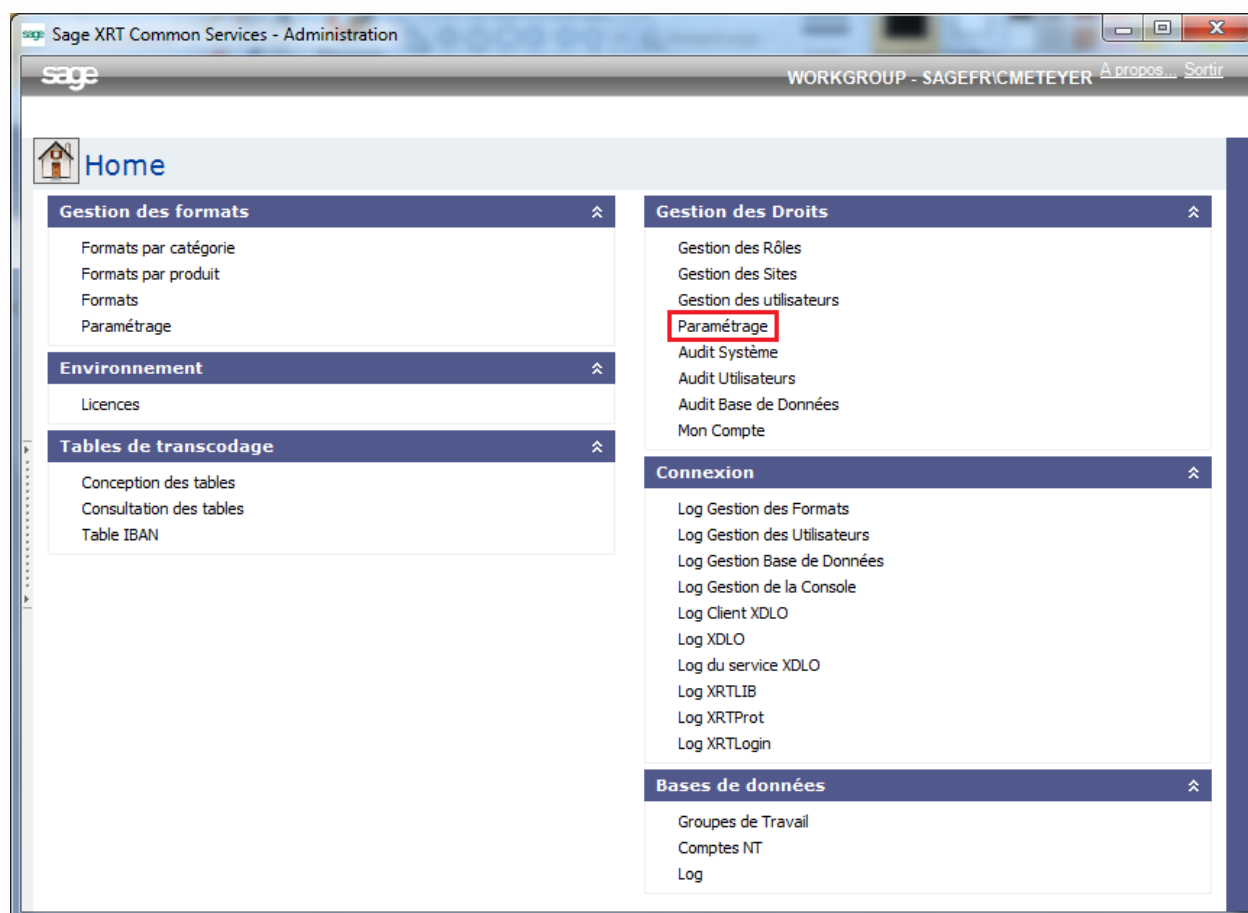 sage Sage XRT Common Services - Administration
sage
WORKGROUP - SAGEFR\CMETEYER A propos... Sortir
Home
Gestion des formats
Formats par catégorie
Formats par produit
Formats
Paramétrage
Environnement
Licences
Tables de transcodage
Conception des tables
Consultation des tables
Table IBAN
Gestion des Droits
Gestion des Rôles
Gestion des Sites
Gestion des utilisateurs
Paramétrage
Audit Système
Audit Utilisateurs
Audit Base de Données
Mon Compte
Connexion
Log Gestion des Formats
Log Gestion des Utilisateurs
Log Gestion Base de Données
Log Gestion de la Console
Log Client XDLO
Log XDLO
Log du service XDLO
Log XRTLIB
Log XRTProt
Log XRTLogin
Bases de données
Groupes de Travail
Comptes NT
Log